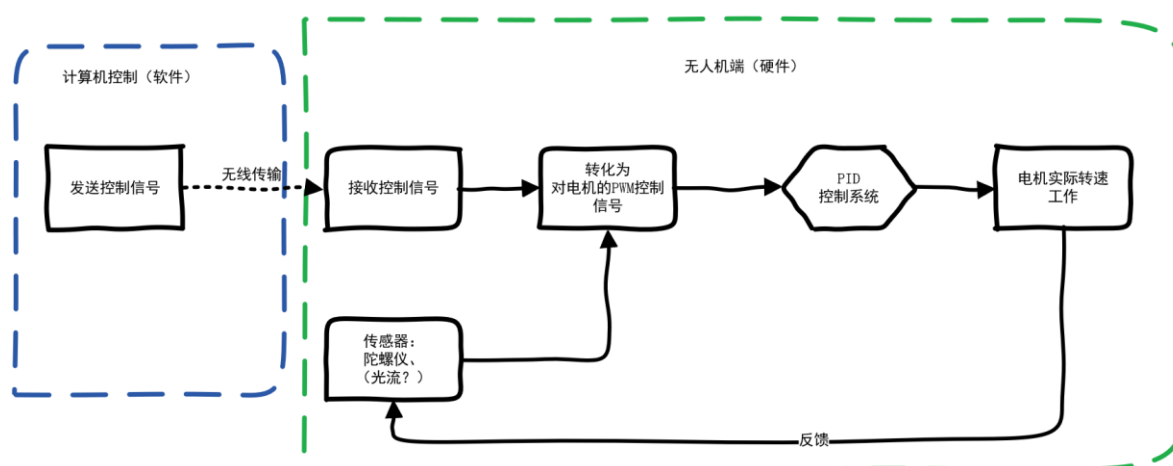 计算机控制（软件）
无人机端（硬件）
发送控制信号
无线传输
接收控制信号
转化为
对电机的PWM控制
信号
PID
控制系统
电机实际转速
工作
传感器：
陀螺仪、
（光流？）
反馈